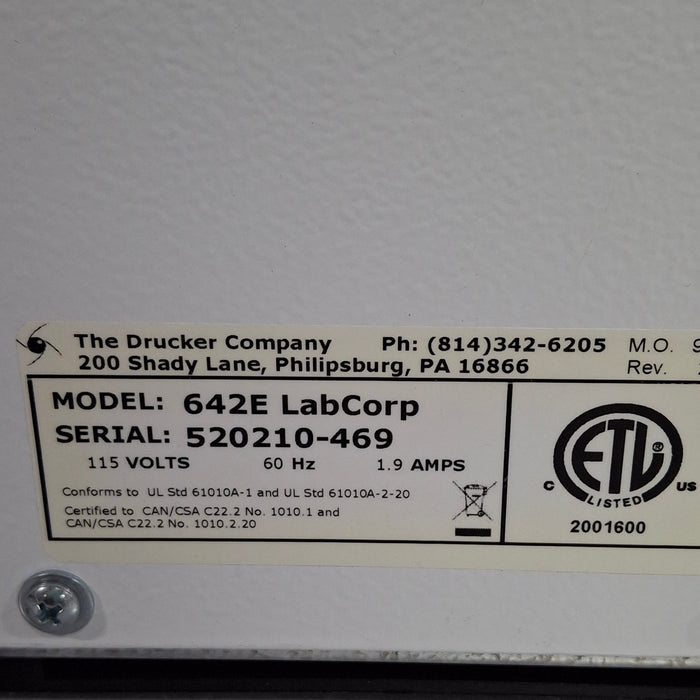 The Drucker Company Ph: (814)342-6205 M.O. 9
200 Shady Lane, Philipsburg, PA 16866 Rev.
MODEL: 642E LabCorp
SERIAL: 520210-469
115 VOLTS 60 Hz 1.9 AMPS
Conforms to UL Std 61010A-1 and UL Std 61010A-2-20
Certified to CAN/CSA C22.2 No. 1010.1 and
CAN/CSA C22.2 No. 1010.2.20
ETL ®
C US
LISTED
2001600